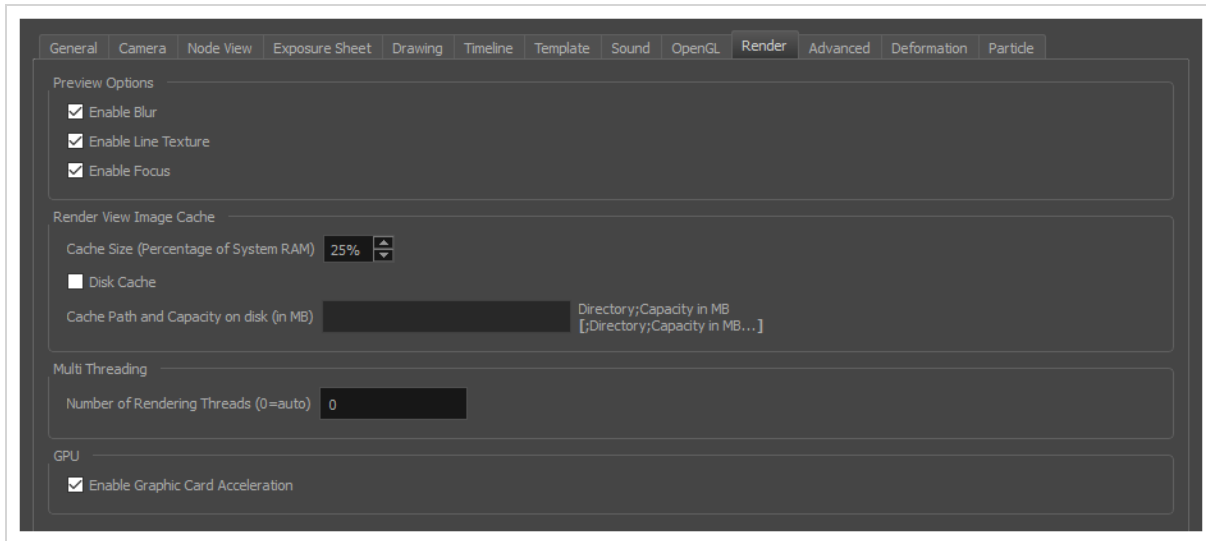 General Camera Node View Exposure Sheet Drawing Timeline Template Sound OpenGL Render Advanced Deformation Particle
Preview Options
Enable Blur
Enable Line Texture
Enable Focus
Render View Image Cache
Cache Size (Percentage of System RAM) 25%
Disk Cache
Cache Path and Capacity on disk (in MB) Directory;Capacity in MB
[;Directory;Capacity in MB...]
Multi Threading
Number of Rendering Threads (0=auto) 0
GPU
Enable Graphic Card Acceleration